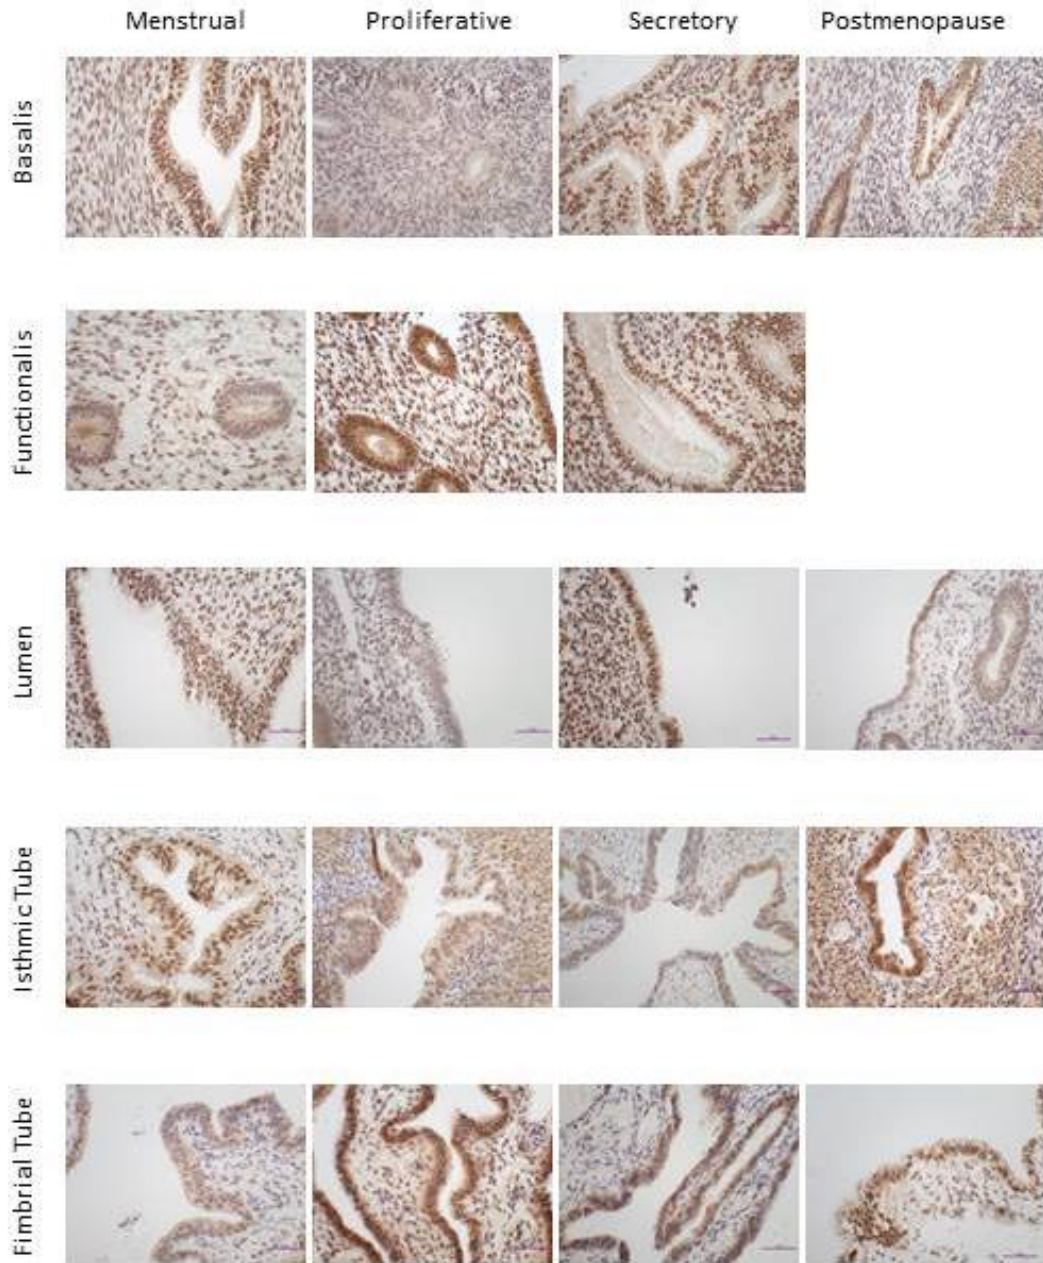 Menstrual Proliferative Secretory Postmenopause
Basalis
Functionalis
Lumen
Isthmic Tube
Fimbrial Tube